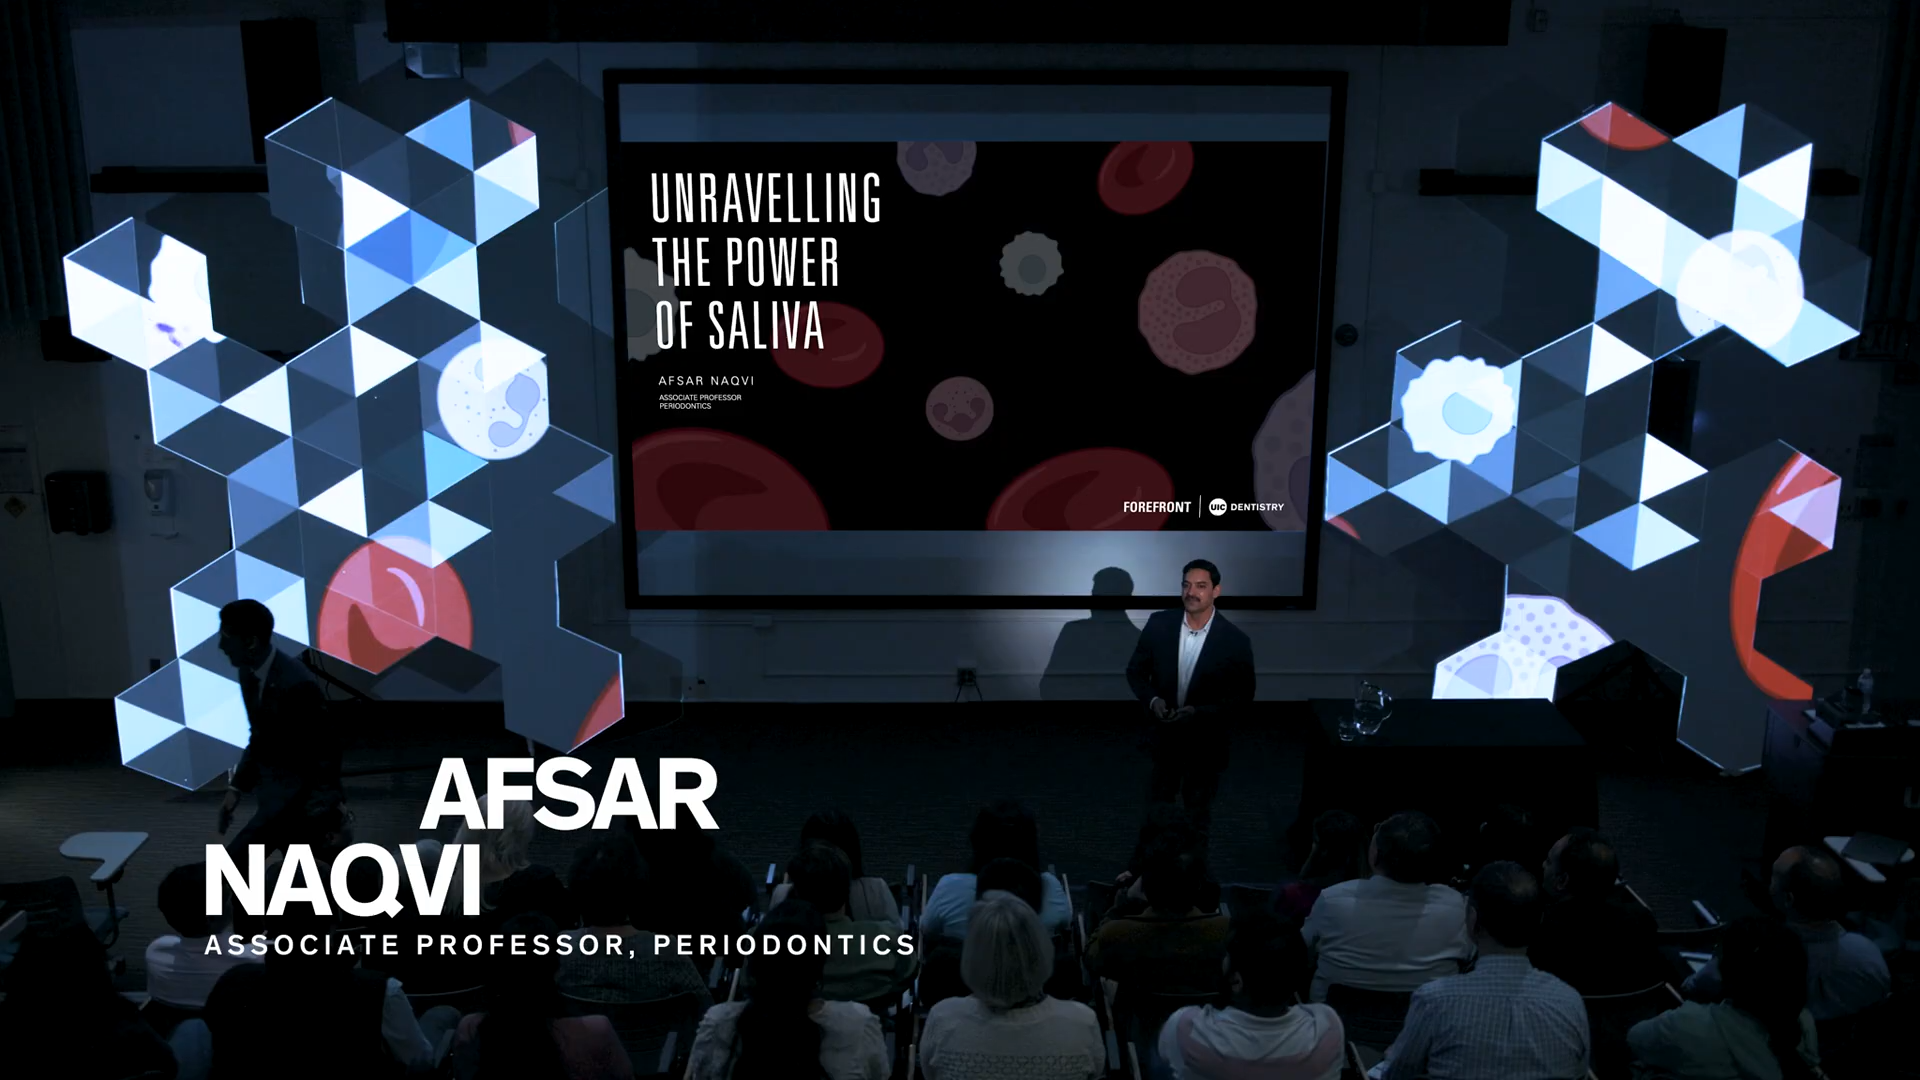 UNRAVELLING
THE POWER
OF SALIVA
AFSAR NAQVI
ASSOCIATE PROFESSOR
PERIODONTICS
FOREFRONT | UIC DENTISTRY
AFSAR
NAQVI
ASSOCIATE PROFESSOR, PERIODONTICS